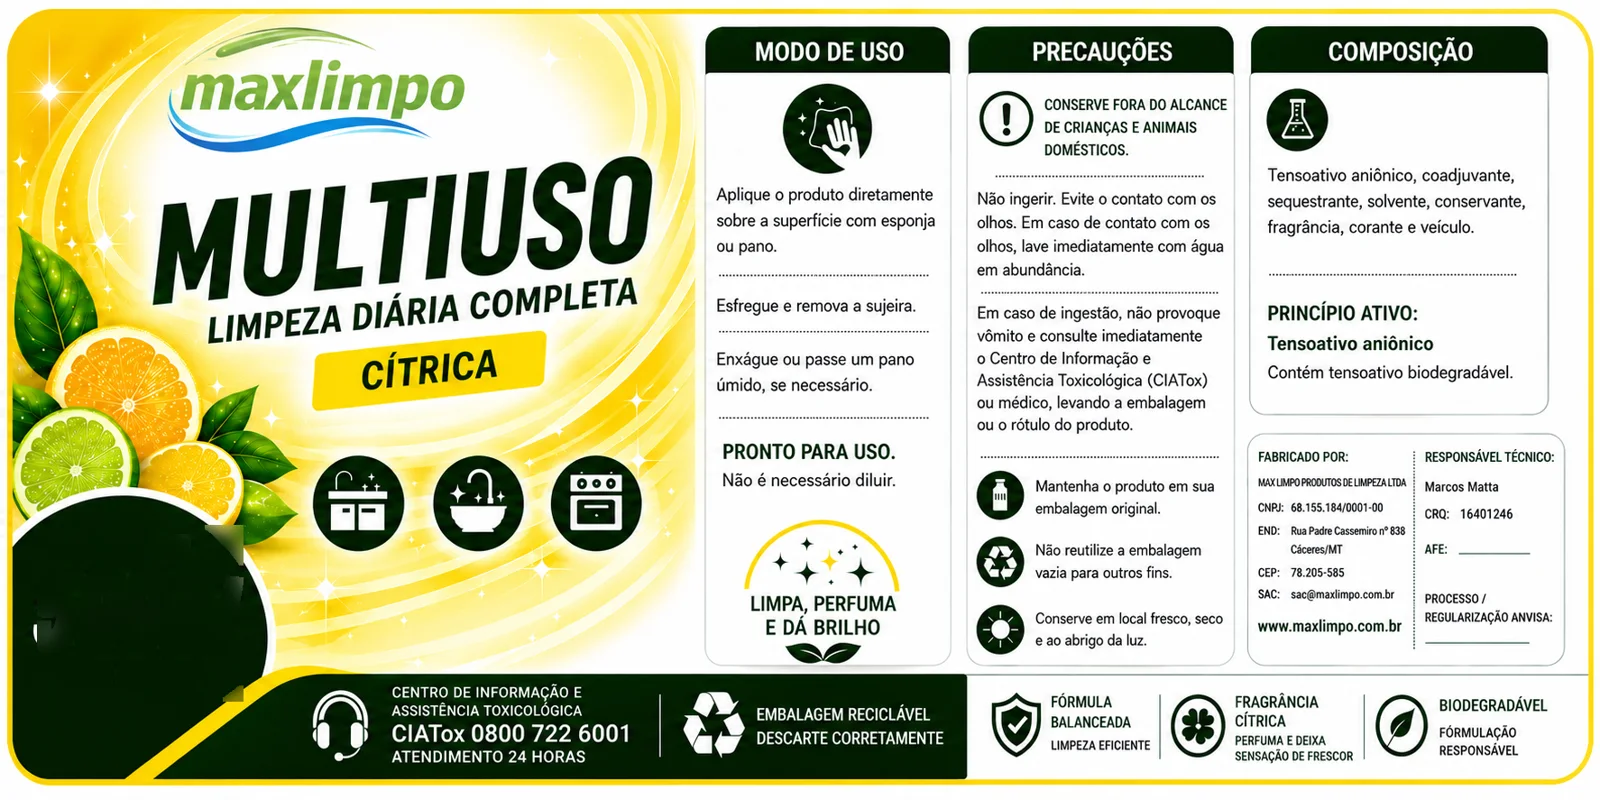 maxlimpo
MULTIUSO
LIMPEZA DIÁRIA COMPLETA
CÍTRICA
MODO DE USO
Aplique o produto diretamente
sobre a superfície com esponja
ou pano.
Esfregue e remova a sujeira.
Enxágue ou passe um pano
úmido, se necessário.
PRONTO PARA USO.
Não é necessário diluir.
LIMPA, PERFUMA
E DÁ BRILHO
PRECAUÇÕES
CONSERVE FORA DO ALCANCE
DE CRIANÇAS E ANIMAIS
DOMÉSTICOS.
Não ingerir. Evite o contato com os
olhos. Em caso de contato com os
olhos, lave imediatamente com água
em abundância.
Em caso de ingestão, não provoque
vômito e consulte imediatamente
o Centro de Informação e
Assistência Toxicológica (CIATox)
ou médico, levando a embalagem
ou o rótulo do produto.
Mantenha o produto em sua
embalagem original.
Não reutilize a embalagem
vazia para outros fins.
Conserve em local fresco, seco
e ao abrigo da luz.
COMPOSIÇÃO
Tensoativo aniônico, coadjuvante,
sequestrante, solvente, conservante,
fragrância, corante e veículo.
PRINCÍPIO ATIVO:
Tensoativo aniônico
Contém tensoativo biodegradável.
FABRICADO POR:
MAX LIMPO PRODUTOS DE LIMPEZA LTDA
CNPJ: 68.155.184/0001-00
END: Rua Padre Cassemiro nº 838
Cáceres/MT
CEP: 78.205-585
SAC: sac@maxlimpo.com.br
www.maxlimpo.com.br
RESPONSÁVEL TÉCNICO:
Marcos Matta
CRQ: 16401246
AFE:
PROCESSO /
REGULARIZAÇÃO ANVISA:
CENTRO DE INFORMAÇÃO E
ASSISTÊNCIA TOXICOLÓGICA
CIATox 0800 722 6001
ATENDIMENTO 24 HORAS
EMBALAGEM RECICLÁVEL
DESCARTE CORRETAMENTE
FÓRMULA
BALANCEADA
LIMPEZA EFICIENTE
FRAGRÂNCIA
CÍTRICA
PERFUMA E DEIXA
SENSAÇÃO DE FRESCOR
BIODEGRADÁVEL
FÓRMULAÇÃO
RESPONSÁVEL